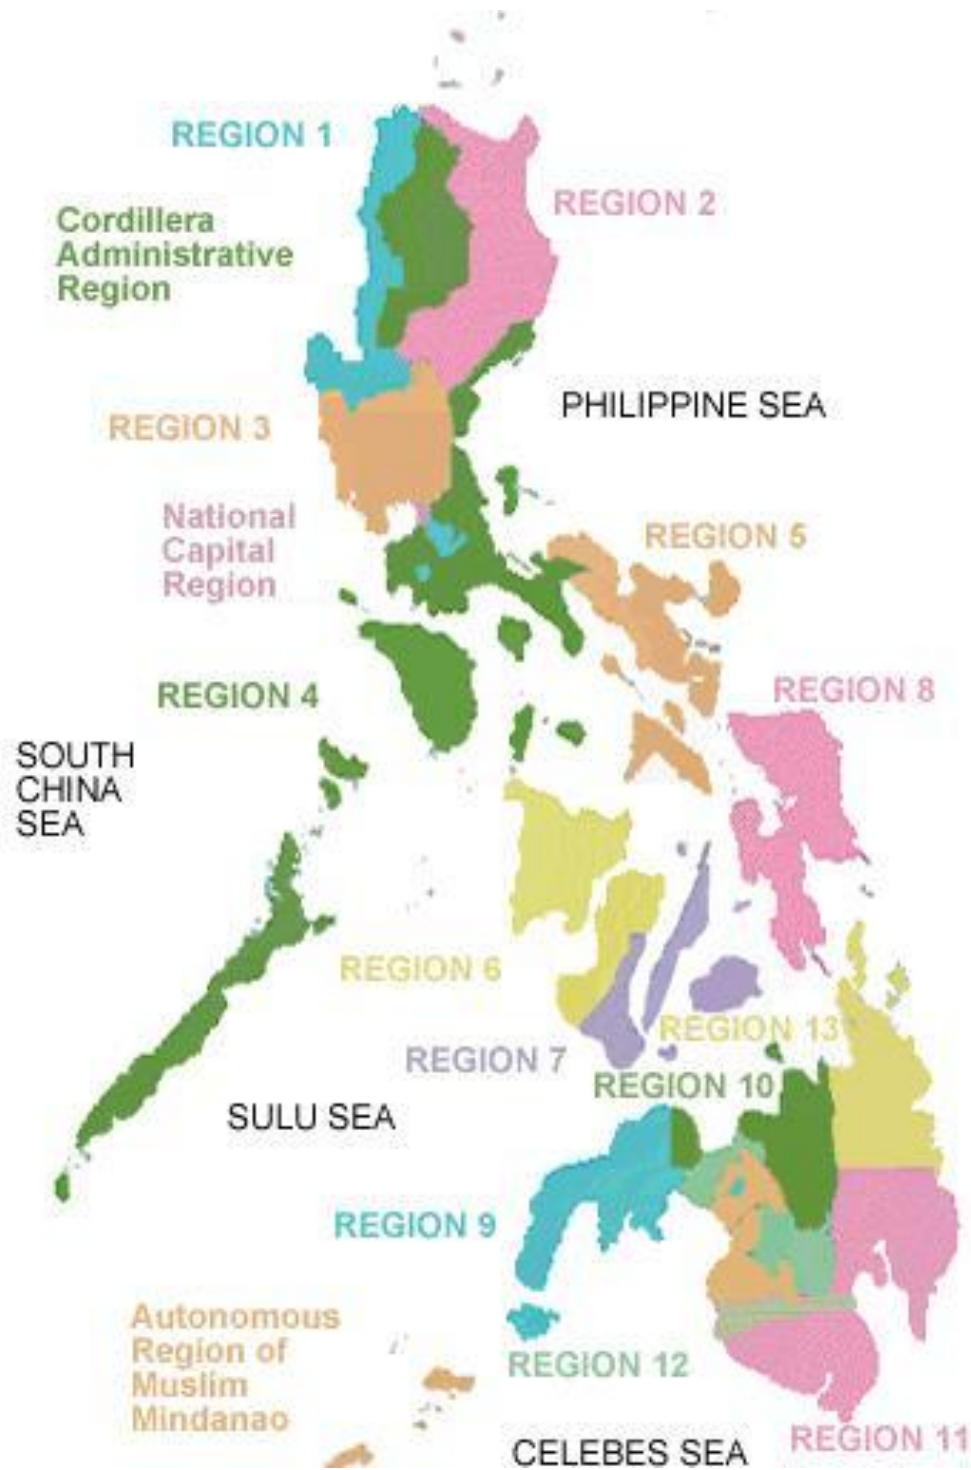 REGION 1
REGION 2
Cordillera
Administrative
Region
PHILIPPINE SEA
REGION 3
National
Capital
Region
REGION 5
REGION 4
REGION 8
SOUTH
CHINA
SEA
REGION 6
REGION 13
REGION 7
REGION 10
SULU SEA
REGION 9
Autonomous
Region of
Muslim
Mindanao
REGION 12
REGION 11
CELEBES SEA